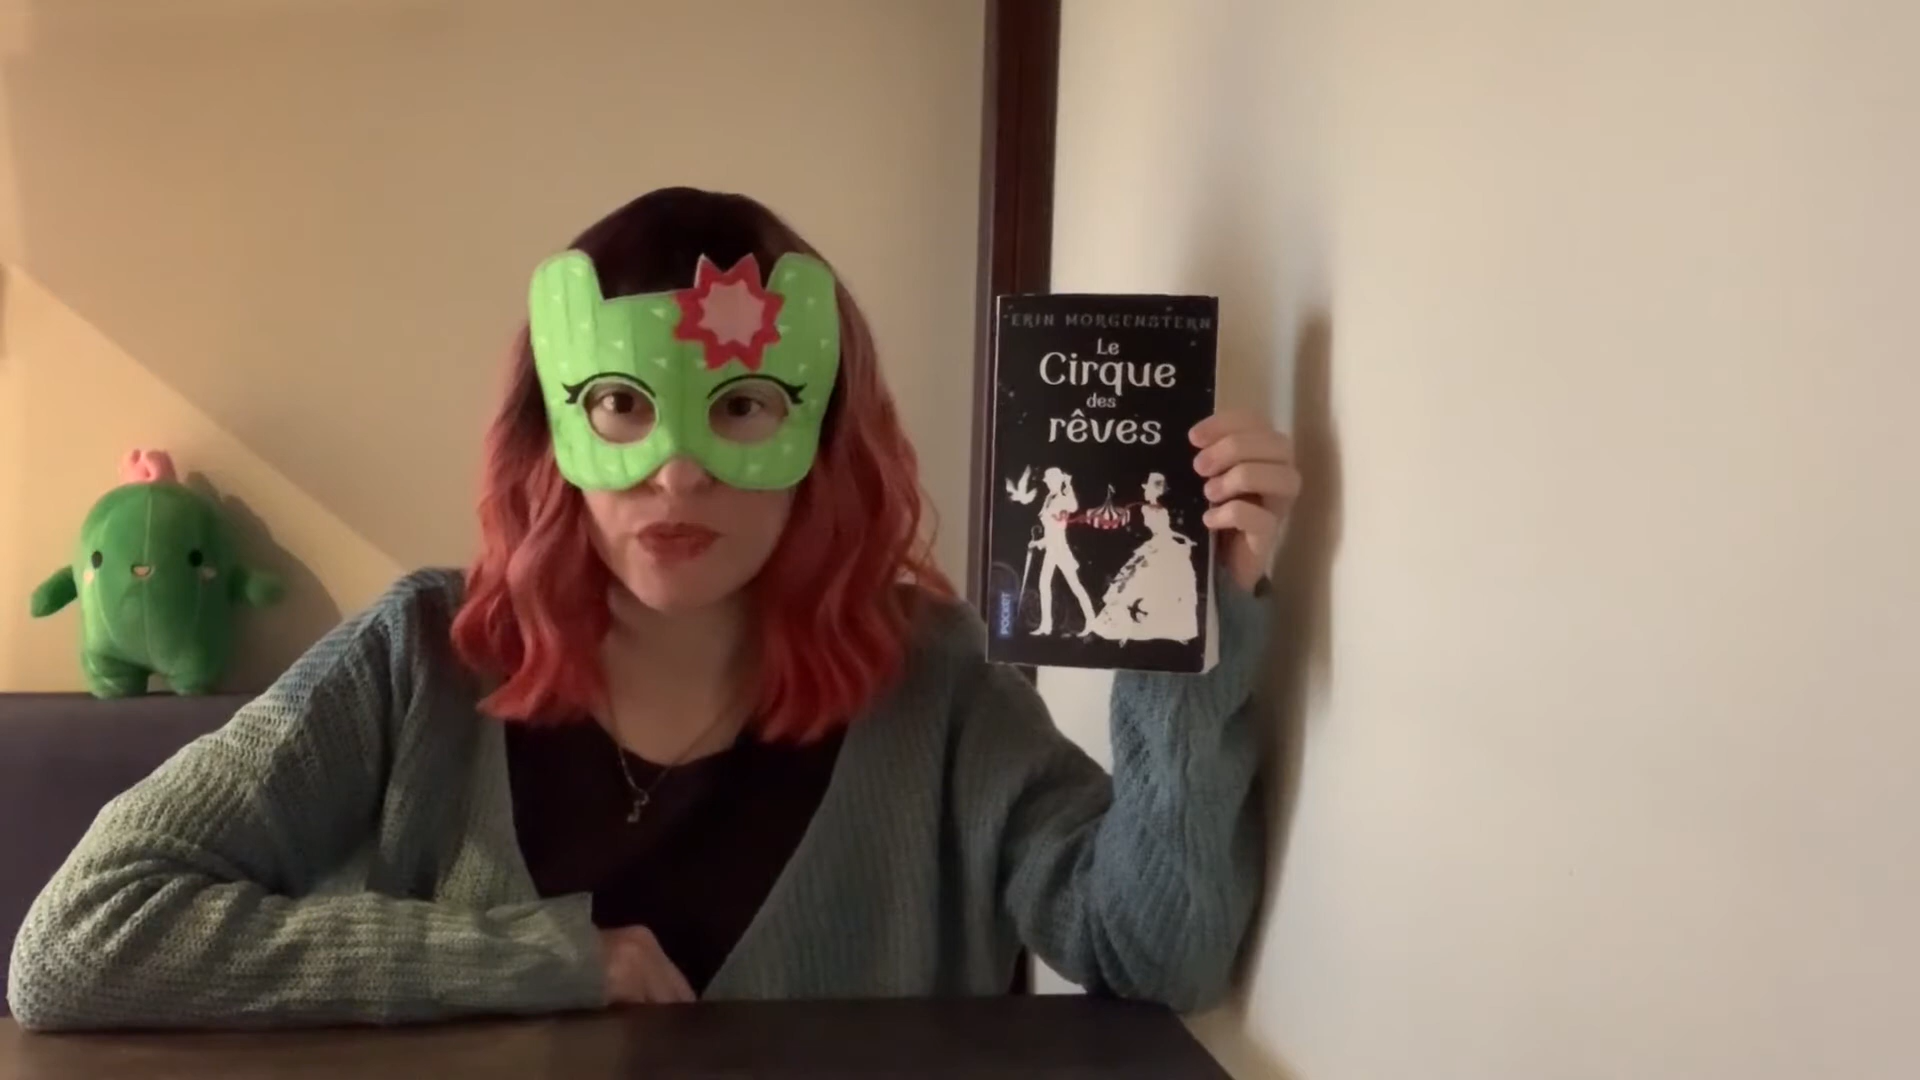 ERIN MORGENSTERN
Le
Cirque
des
rêves
POCKET